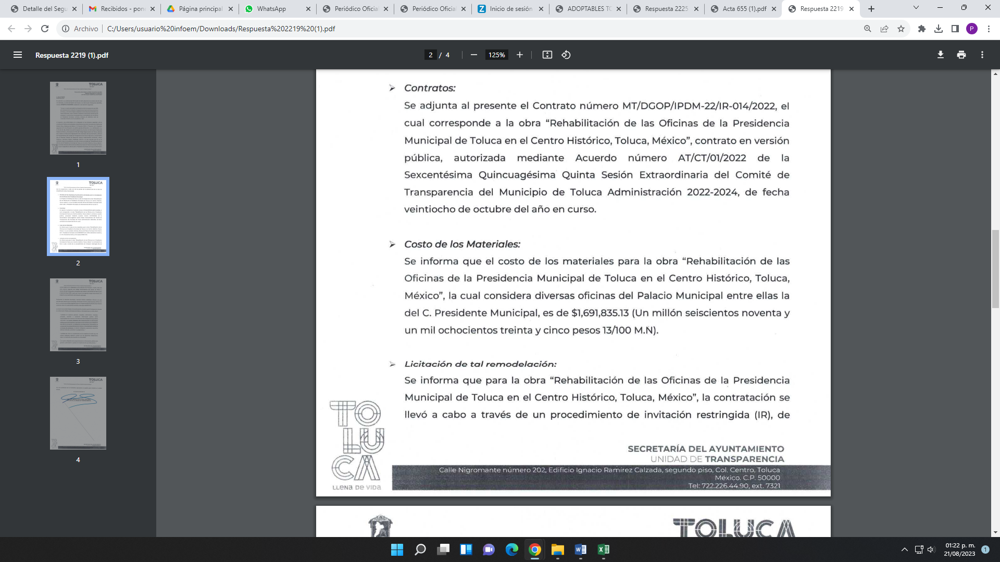 Detalle del Segu
Recibidos - pon
Página principal
WhatsApp
Periódico Oficia
Periódico Oficia
Inicio de sesión
ADOPTABLES TO
Respuesta 2225
Acta 655 (1).pdf
Respuesta 2219
Archivo C:/Users/usuario%20infoem/Downloads/Respuesta%202219%20(1).pdf
P
Respuesta 2219 (1).pdf
2 / 4
125%
1
2
3
4
Contratos:
Se adjunta al presente el Contrato número MT/DGOP/IPDM-22/IR-014/2022, el
cual corresponde a la obra “Rehabilitación de las Oficinas de la Presidencia
Municipal de Toluca en el Centro Histórico, Toluca, México”, contrato en versión
pública, autorizada mediante Acuerdo número AT/CT/01/2022 de la
Sexcentésima Quincuagésima Quinta Sesión Extraordinaria del Comité de
Transparencia del Municipio de Toluca Administración 2022-2024, de fecha
veintiocho de octubre del año en curso.
Costo de los Materiales:
Se informa que el costo de los materiales para la obra “Rehabilitación de las
Oficinas de la Presidencia Municipal de Toluca en el Centro Histórico, Toluca,
México”, la cual considera diversas oficinas del Palacio Municipal entre ellas la
del C. Presidente Municipal, es de $1,691,835.13 (Un millón seiscientos noventa y
un mil ochocientos treinta y cinco pesos 13/100 M.N).
Licitación de tal remodelación:
Se informa que para la obra “Rehabilitación de las Oficinas de la Presidencia
Municipal de Toluca en el Centro Histórico, Toluca, México”, la contratación se
llevó a cabo a través de un procedimiento de invitación restringida (IR), de
TO
LU
CA
LLENA DE VIDA
SECRETARÍA DEL AYUNTAMIENTO
UNIDAD DE TRANSPARENCIA
Calle Nigromante número 202, Edificio Ignacio Ramírez Calzada, segundo piso, Col. Centro, Toluca
México. C.P. 50000
Tel: 722.226.44.90, ext. 7321
TOLUCA
01:22 p. m.
21/08/2023
1